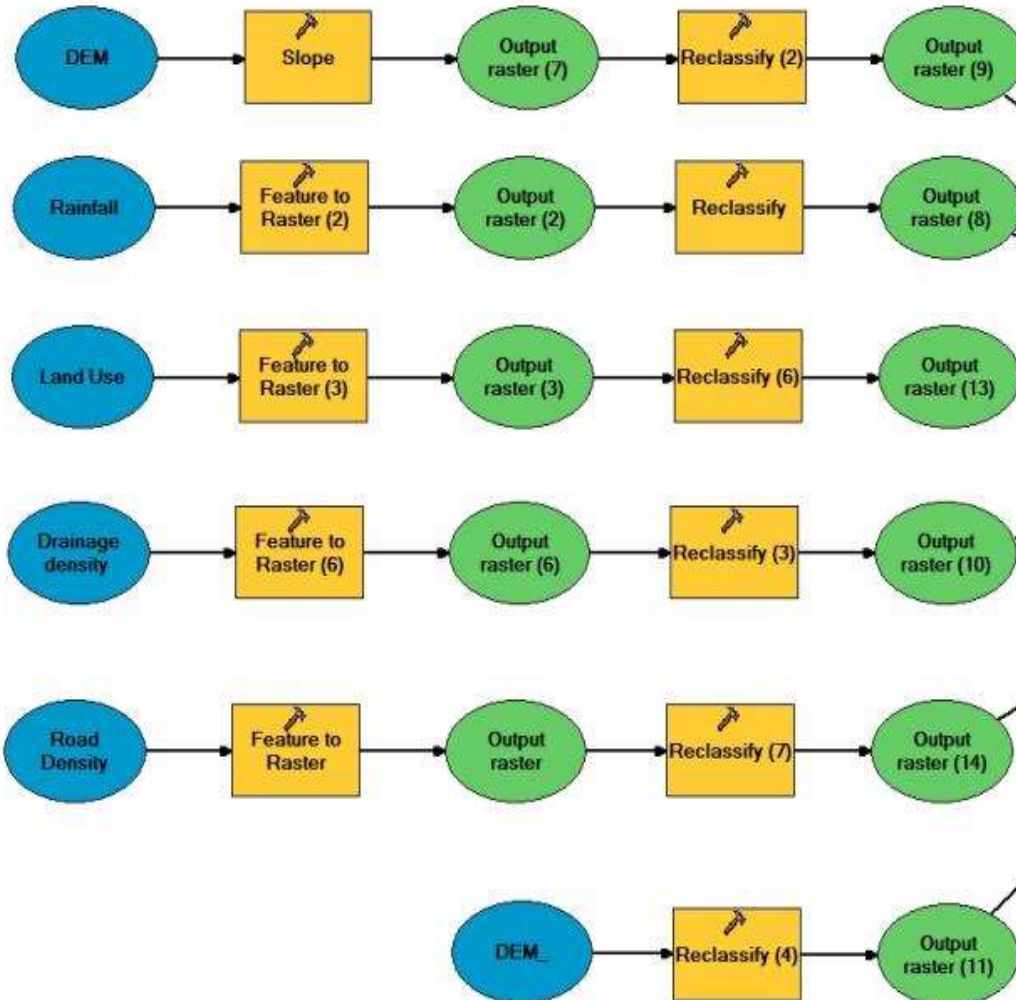 DEM
Slope
Output
raster (7)
Reclassify (2)
Output
raster (9)
Rainfall
Feature to
Raster (2)
Output
raster (2)
Reclassify
Output
raster (8)
Land Use
Feature to
Raster (3)
Output
raster (3)
Reclassify (6)
Output
raster (13)
Drainage
density
Feature to
Raster (6)
Output
raster (6)
Reclassify (3)
Output
raster (10)
Road
Density
Feature to
Raster
Output
raster
Reclassify (7)
Output
raster (14)
DEM_
Reclassify (4)
Output
raster (11)